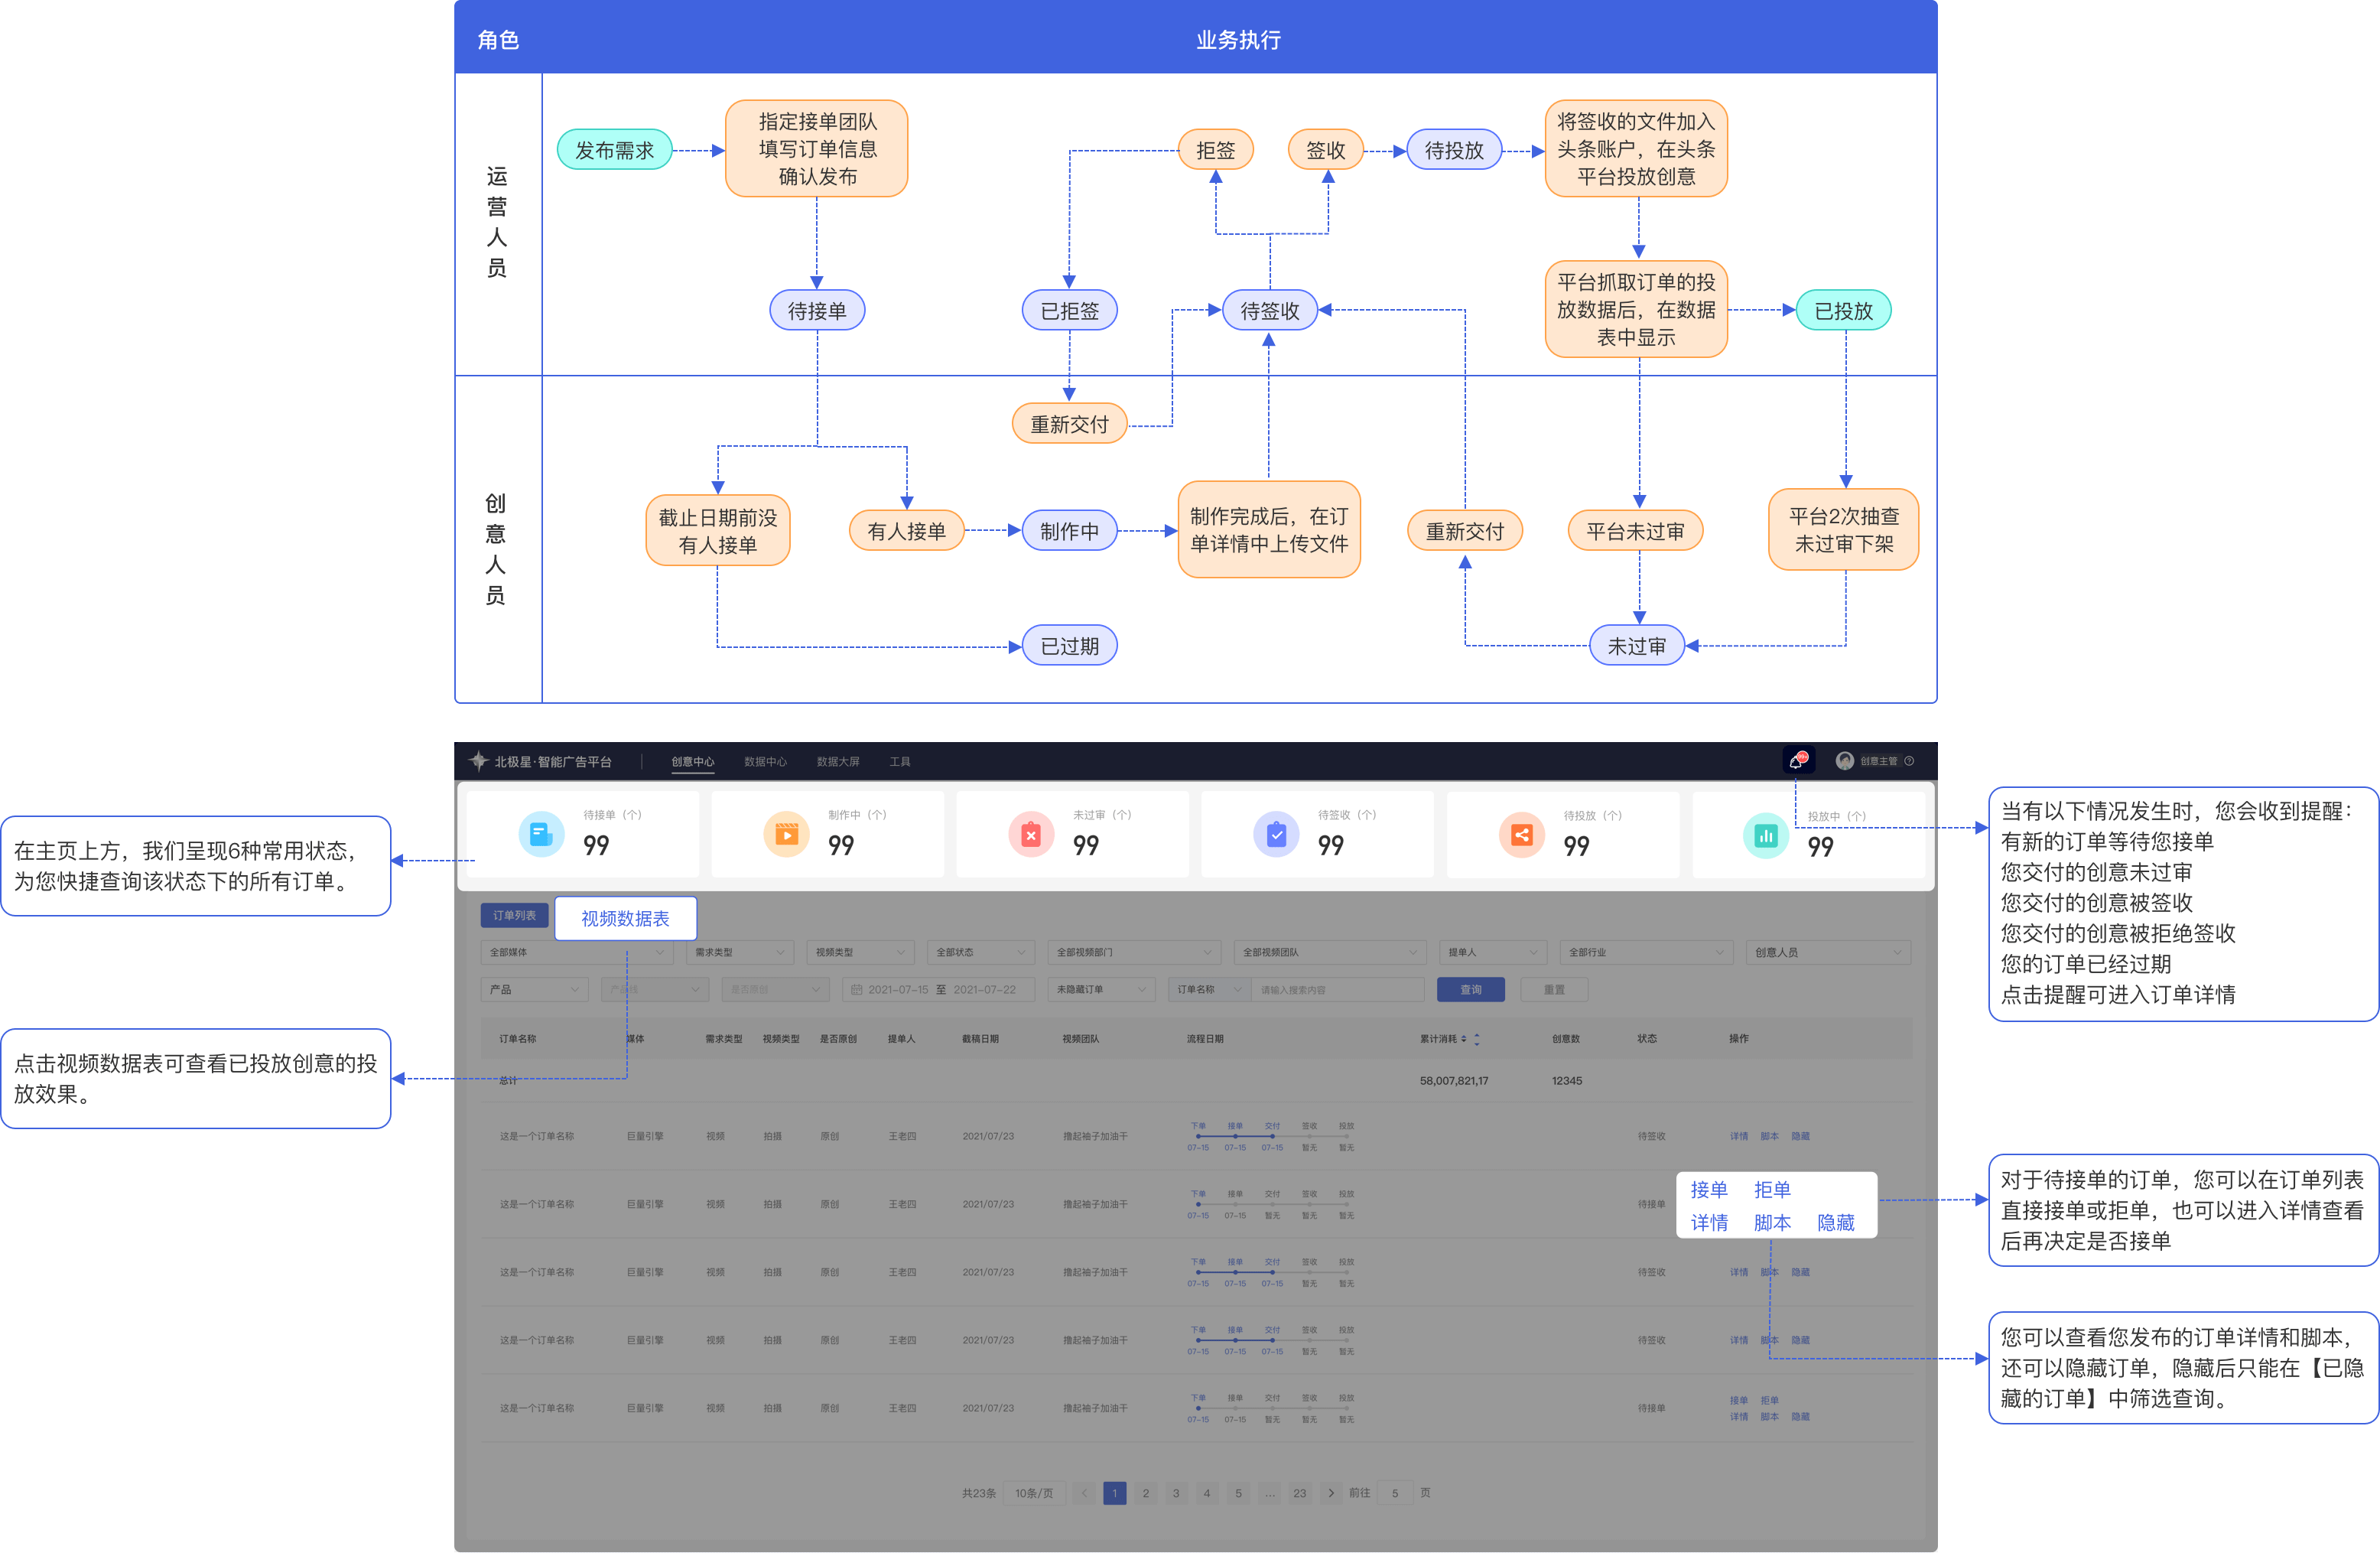 角色
业务执行
运
营
人
员
发布需求
指定接单团队
填写订单信息
确认发布
拒签
签收
待投放
将签收的文件加入
头条账户，在头条
平台投放创意
待接单
已拒签
待签收
平台抓取订单的投
放数据后，在数据
表中显示
已投放
创
意
人
员
重新交付
截止日期前没
有人接单
有人接单
制作中
制作完成后，在订
单详情中上传文件
重新交付
平台未过审
平台2次抽查
未过审下架
已过期
未过审
北极星·智能广告平台
创意中心
数据中心
数据大屏
工具
99+
创意主管
待接单（个）
99
制作中（个）
99
未过审（个）
99
待签收（个）
99
待投放（个）
99
投放中（个）
99
在主页上方，我们呈现6种常用状态，
为您快捷查询该状态下的所有订单。
当有以下情况发生时，您会收到提醒：
有新的订单等待您接单
您交付的创意未过审
您交付的创意被签收
您交付的创意被拒绝签收
您的订单已经过期
点击提醒可进入订单详情
订单列表
视频数据表
全部媒体 需求类型 视频类型 全部状态 全部视频部门 全部视频团队 提单人 全部行业 创意人员
产品 产品线 是否原创 2021-07-15 至 2021-07-22 未隐藏订单 订单名称 请输入搜索内容 查询 重置
点击视频数据表可查看已投放创意的投
放效果。
订单名称 媒体 需求类型 视频类型 是否原创 提单人 截稿日期 视频团队 流程日期 累计消耗 创意数 状态 操作
总计 58,007,821,17 12345
下单 接单 交付 签收 投放
这是一个订单名称 巨量引擎 视频 拍摄 原创 王老四 2021/07/23 撸起袖子加油干 待签收 详情 脚本 隐藏
07-15 07-15 07-15 暂无 暂无
下单 接单 交付 签收 投放
这是一个订单名称 巨量引擎 视频 拍摄 原创 王老四 2021/07/23 撸起袖子加油干 待接单
07-15 07-15 暂无 暂无 暂无
接单 拒单
详情 脚本 隐藏
对于待接单的订单，您可以在订单列表
直接接单或拒单，也可以进入详情查看
后再决定是否接单
下单 接单 交付 签收 投放
这是一个订单名称 巨量引擎 视频 拍摄 原创 王老四 2021/07/23 撸起袖子加油干 待签收 详情 脚本 隐藏
07-15 07-15 07-15 暂无 暂无
下单 接单 交付 签收 投放
这是一个订单名称 巨量引擎 视频 拍摄 原创 王老四 2021/07/23 撸起袖子加油干 待签收 详情 脚本 隐藏
07-15 07-15 07-15 暂无 暂无
您可以查看您发布的订单详情和脚本，
还可以隐藏订单，隐藏后只能在【已隐
藏的订单】中筛选查询。
下单 接单 交付 签收 投放 接单 拒单
这是一个订单名称 巨量引擎 视频 拍摄 原创 王老四 2021/07/23 撸起袖子加油干 待接单
07-15 07-15 暂无 暂无 暂无 详情 脚本 隐藏
共23条 10条/页 1 2 3 4 5 … 23 前往 5 页